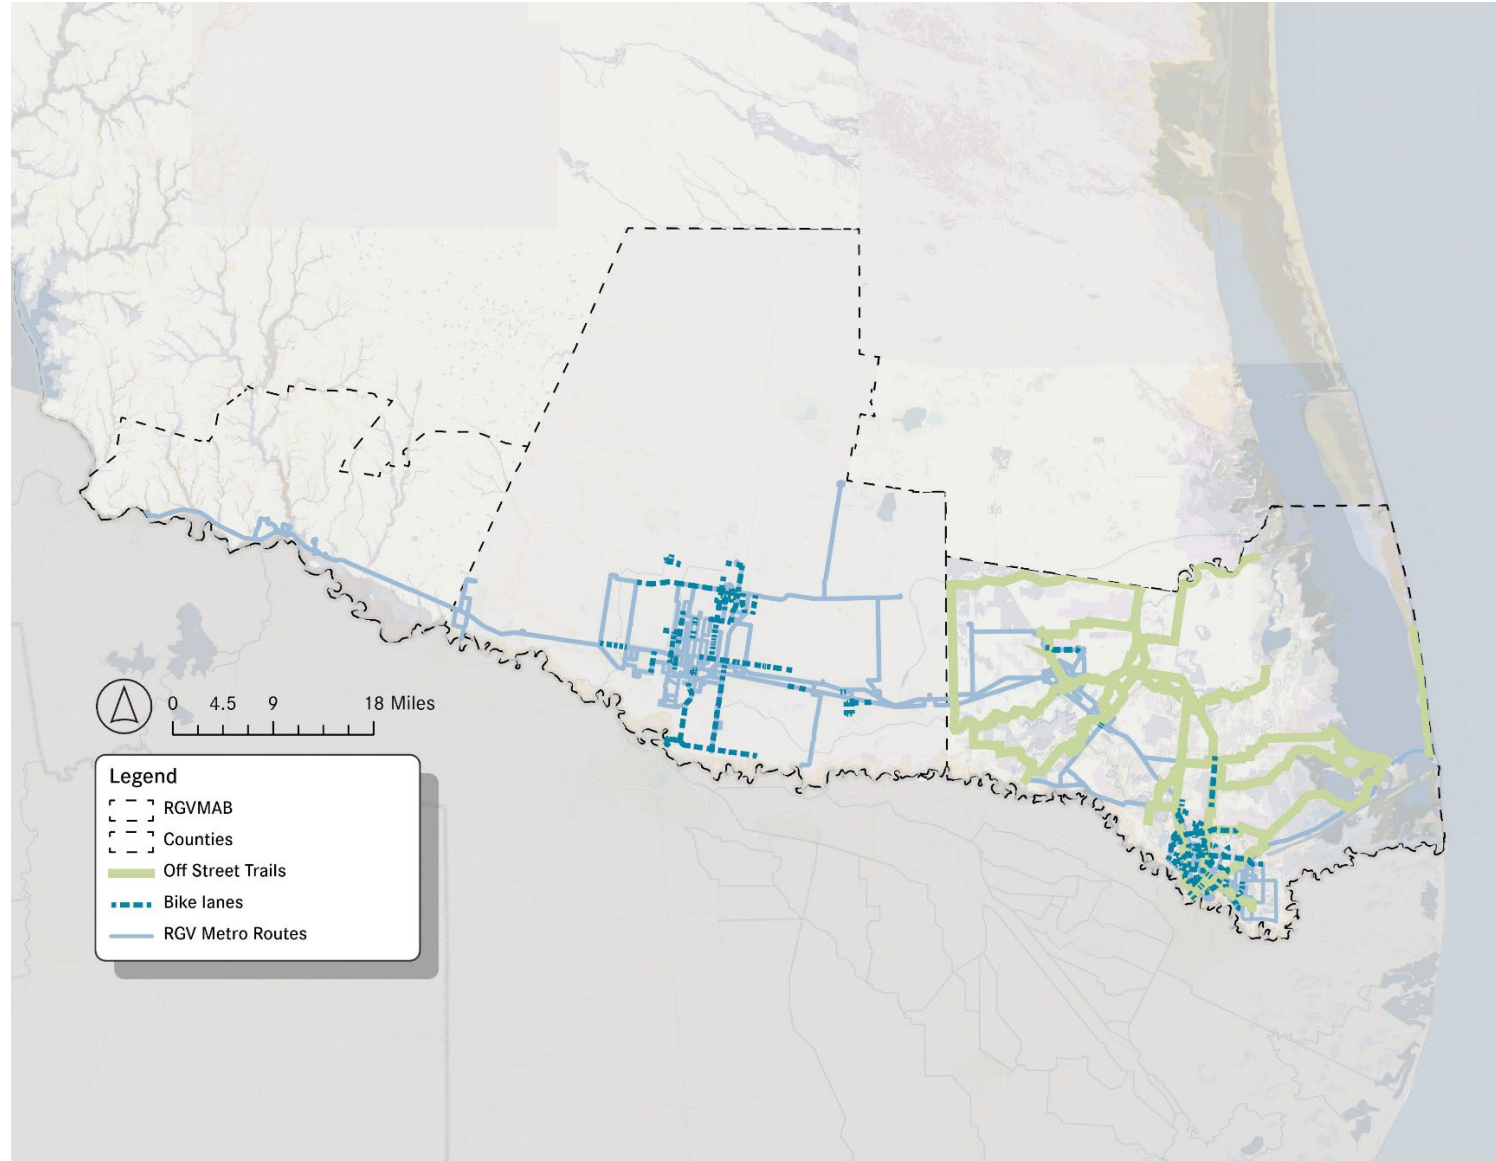 0 4.5 9 18 Miles
Legend
RGVMAB
Counties
Off Street Trails
Bike lanes
RGV Metro Routes